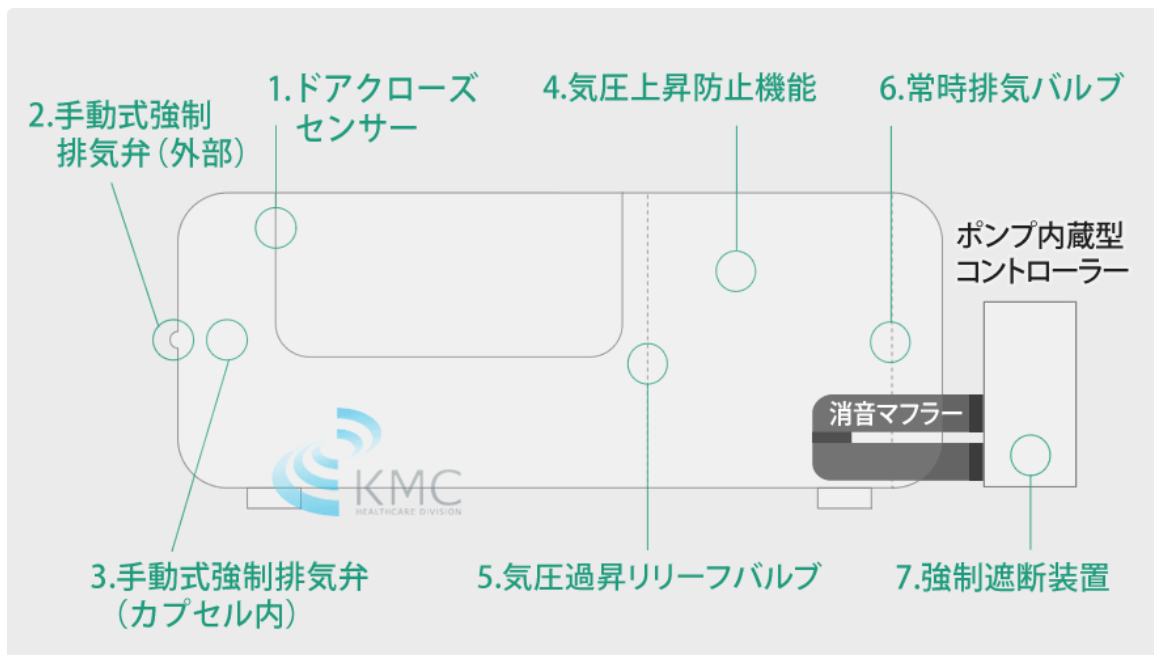 1.ドアクローズ
センサー
2.手動式強制
排気弁（外部）
4.気圧上昇防止機能
6.常時排気バルブ
ポンプ内蔵型
コントローラー
消音マフラー
KMC
HEALTHCARE DIVISION
3.手動式強制排気弁
（カプセル内）
5.気圧過昇リリーフバルブ
7.強制遮断装置